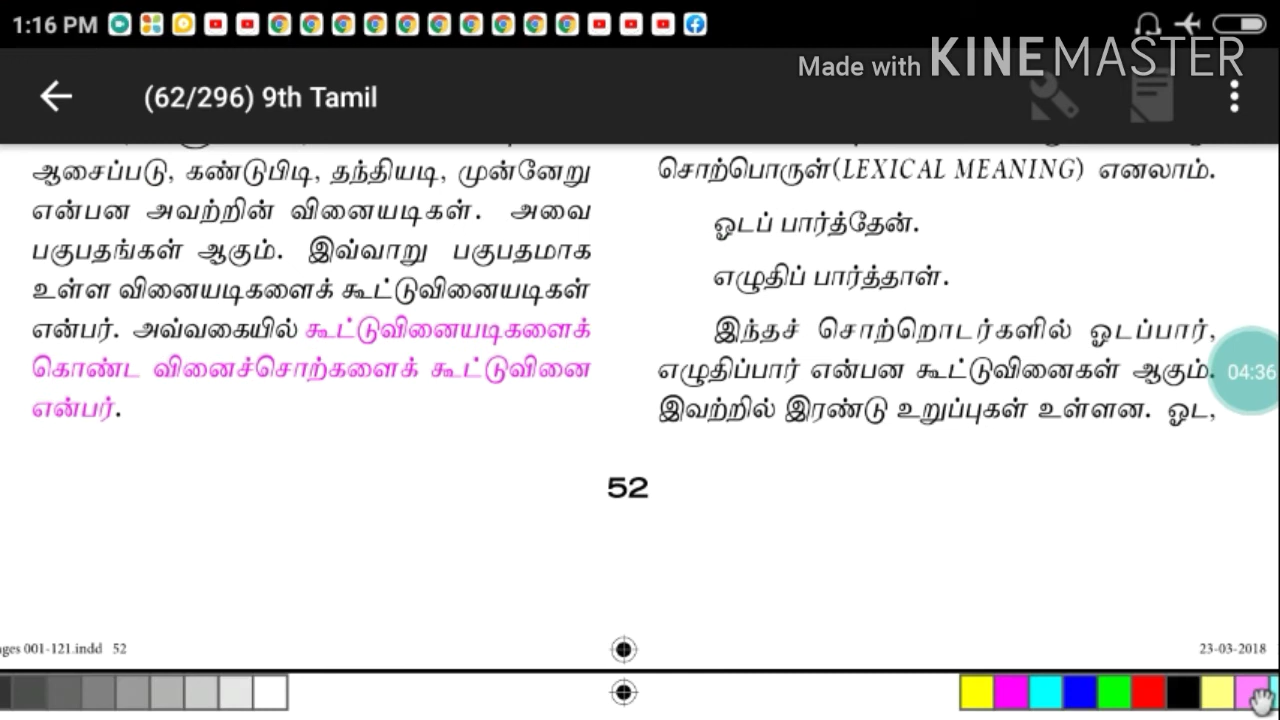 1:16 PM
Made with KINEMASTER
(62/296) 9th Tamil
ஆசைப்படு, கண்டுபிடி, தந்தியடி, முன்னேறு
என்பன அவற்றின் வினையடிகள். அவை
பகுபதங்கள் ஆகும். இவ்வாறு பகுபதமாக
உள்ள வினையடிகளைக் கூட்டுவினையடிகள்
என்பர். அவ்வகையில் கூட்டுவினையடிகளைக்
கொண்ட வினைச்சொற்களைக் கூட்டுவினை
என்பர்.
சொற்பொருள்(LEXICAL MEANING) எனலாம்.
ஓடப் பார்த்தேன்.
எழுதிப் பார்த்தாள்.
இந்தச் சொற்றொடர்களில் ஓடப்பார்,
எழுதிப்பார் என்பன கூட்டுவினைகள் ஆகும்.
இவற்றில் இரண்டு உறுப்புகள் உள்ளன. ஓட,
04:36
52
ages 001-121.indd 52
23-03-2018